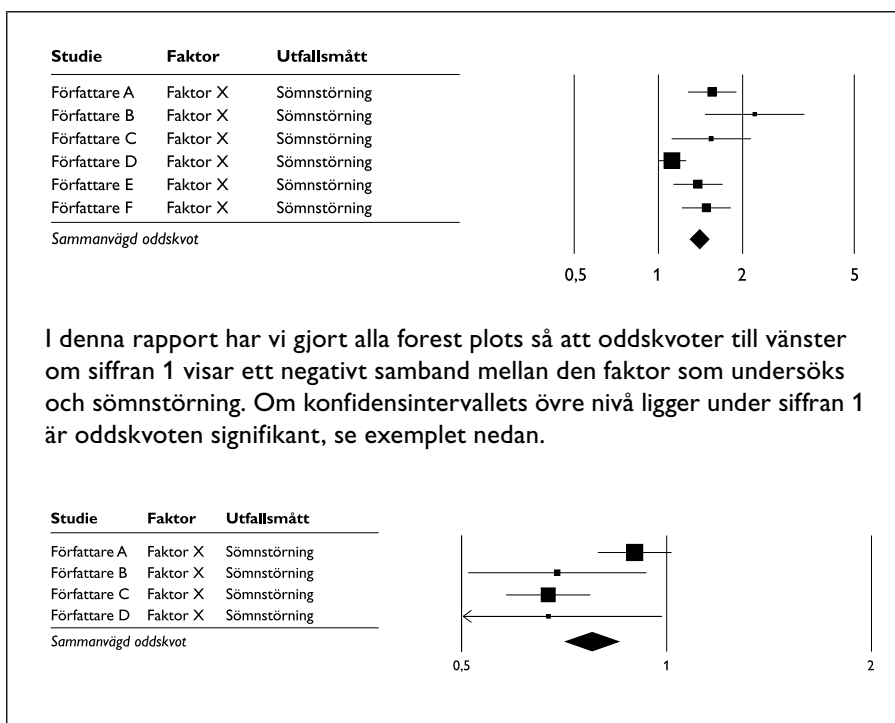 Studie Faktor Utfallsmått
Författare A Faktor X Sömnstörning
Författare B Faktor X Sömnstörning
Författare C Faktor X Sömnstörning
Författare D Faktor X Sömnstörning
Författare E Faktor X Sömnstörning
Författare F Faktor X Sömnstörning
Sammanvägd oddskvot
0,5 1 2 5
I denna rapport har vi gjort alla forest plots så att oddskvoter till vänster
om siffran 1 visar ett negativt samband mellan den faktor som undersöks
och sömnstörning. Om konfidensintervallets övre nivå ligger under siffran 1
är oddskvoten signifikant, se exemplet nedan.
Studie Faktor Utfallsmått
Författare A Faktor X Sömnstörning
Författare B Faktor X Sömnstörning
Författare C Faktor X Sömnstörning
Författare D Faktor X Sömnstörning
Sammanvägd oddskvot
0,5 1 2